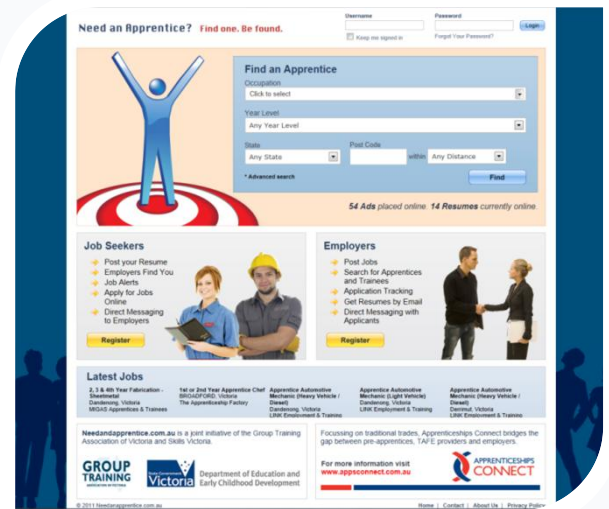 Need an Apprentice? Find one. Be found.
Username
Password
Login
Keep me signed in
Forgot Your Password?
Find an Apprentice
Occupation
Click to select
Year Level
Any Year Level
State
Post Code
Any State
within
Any Distance
* Advanced search
Find
54 Ads placed online. 14 Resumes currently online.
Job Seekers
Post your Resume
Employers Find You
Job Alerts
Apply for Jobs
Online
Direct Messaging
to Employers
Register
Employers
Post Jobs
Search for Apprentices
and Trainees
Application Tracking
Get Resumes by Email
Direct Messaging with
Applicants
Register
Latest Jobs
2, 3 & 4th Year Fabrication -
Sheetmetal
Dandenong, Victoria
MIGAS Apprentices & Trainees
1st or 2nd Year Apprentice Chef
BROADFORD, Victoria
The Apprenticeship Factory
Apprentice Automotive
Mechanic (Heavy Vehicle /
Diesel)
Dandenong, Victoria
LINK Employment & Training
Apprentice Automotive
Mechanic (Light Vehicle)
Dandenong, Victoria
LINK Employment & Training
Apprentice Automotive
Mechanic (Heavy Vehicle /
Diesel)
Derrimut, Victoria
LINK Employment & Training
Needandapprentice.com.au is a joint initiative of the Group Training
Association of Victoria and Skills Victoria.
GROUP
TRAINING
ASSOCIATION OF VICTORIA
State Government
Victoria
Department of Education and
Early Childhood Development
Focussing on traditional trades, Apprenticeships Connect bridges the
gap between pre-apprentices, TAFE providers and employers.
For more information visit
www.appsconnect.com.au
APPRENTICESHIPS
CONNECT
© 2011 Needanapprentice.com.au
Home | Contact | About Us | Privacy Policy